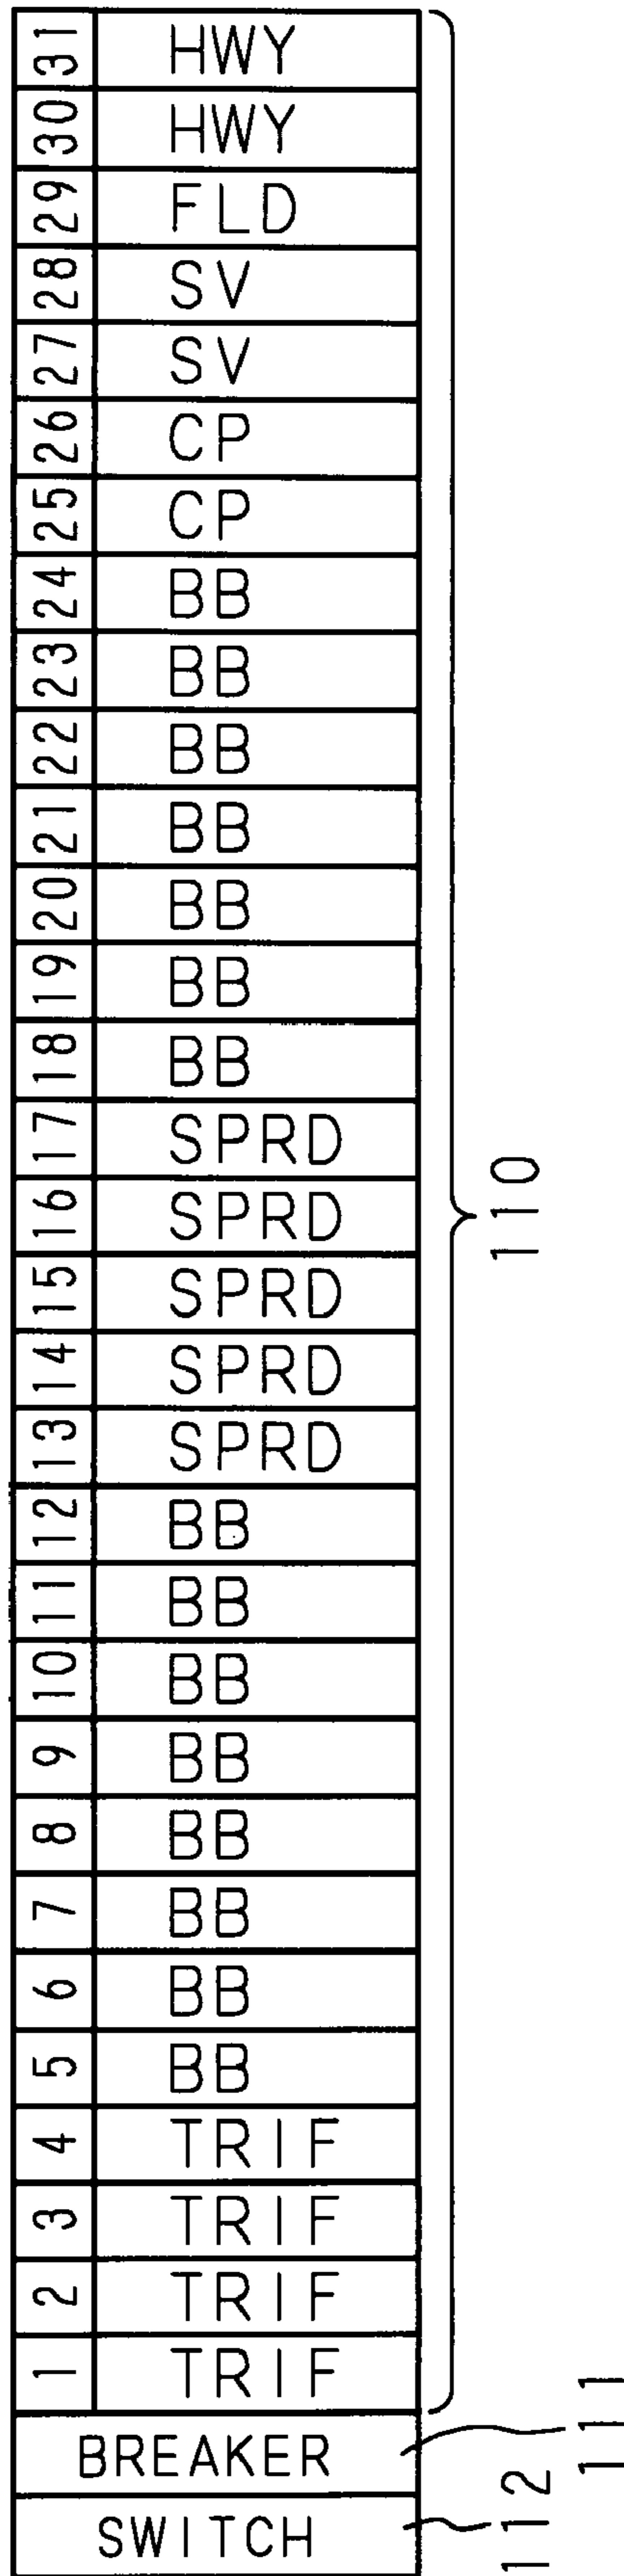 31 HWY
30 HWY
29 FLD
28 SV
27 SV
26 CP
25 CP
24 BB
23 BB
22 BB
21 BB
20 BB
19 BB
18 BB
17 SPRD
16 SPRD
15 SPRD
14 SPRD
13 SPRD
12 BB
11 BB
10 BB
9 BB
8 BB
7 BB
6 BB
5 BB
4 TRIF
3 TRIF
2 TRIF
1 TRIF
BREAKER
SWITCH
110
111
112